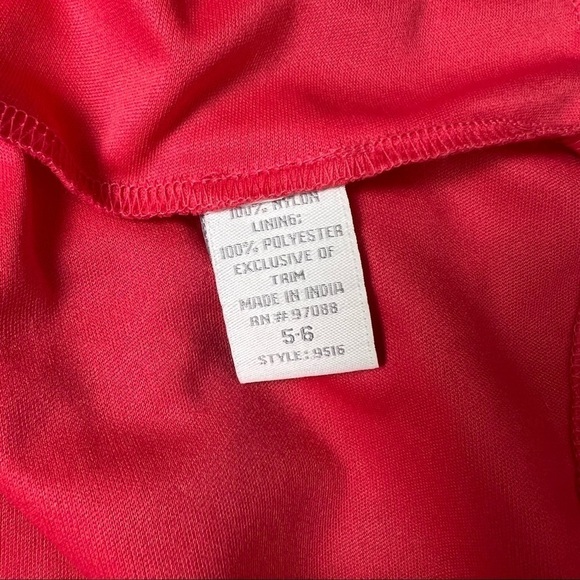 100% NYLON
LINING:
100% POLYESTER
EXCLUSIVE OF
TRIM
MADE IN INDIA
RN# 97088
5-6
STYLE: 9516